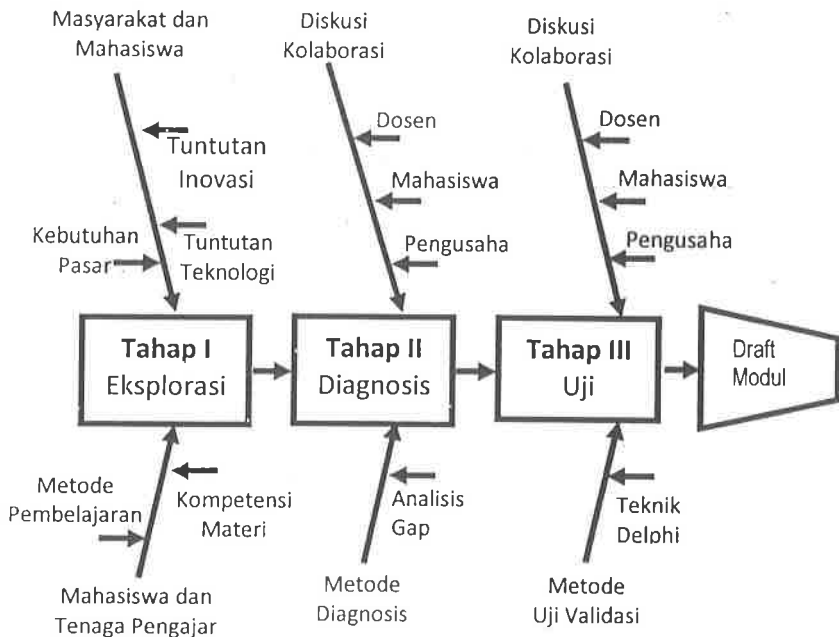 Masyarakat dan
Mahasiswa
Diskusi
Kolaborasi
Diskusi
Kolaborasi
Tuntutan
Inovasi
Kebutuhan
Pasar
Tuntutan
Teknologi
Dosen
Mahasiswa
Pengusaha
Dosen
Mahasiswa
Pengusaha
Tahap I
Eksplorasi
Tahap II
Diagnosis
Tahap III
Uji
Draft
Modul
Metode
Pembelajaran
Kompetensi
Materi
Mahasiswa dan
Tenaga Pengajar
Analisis
Gap
Metode
Diagnosis
Teknik
Delphi
Metode
Uji Validasi